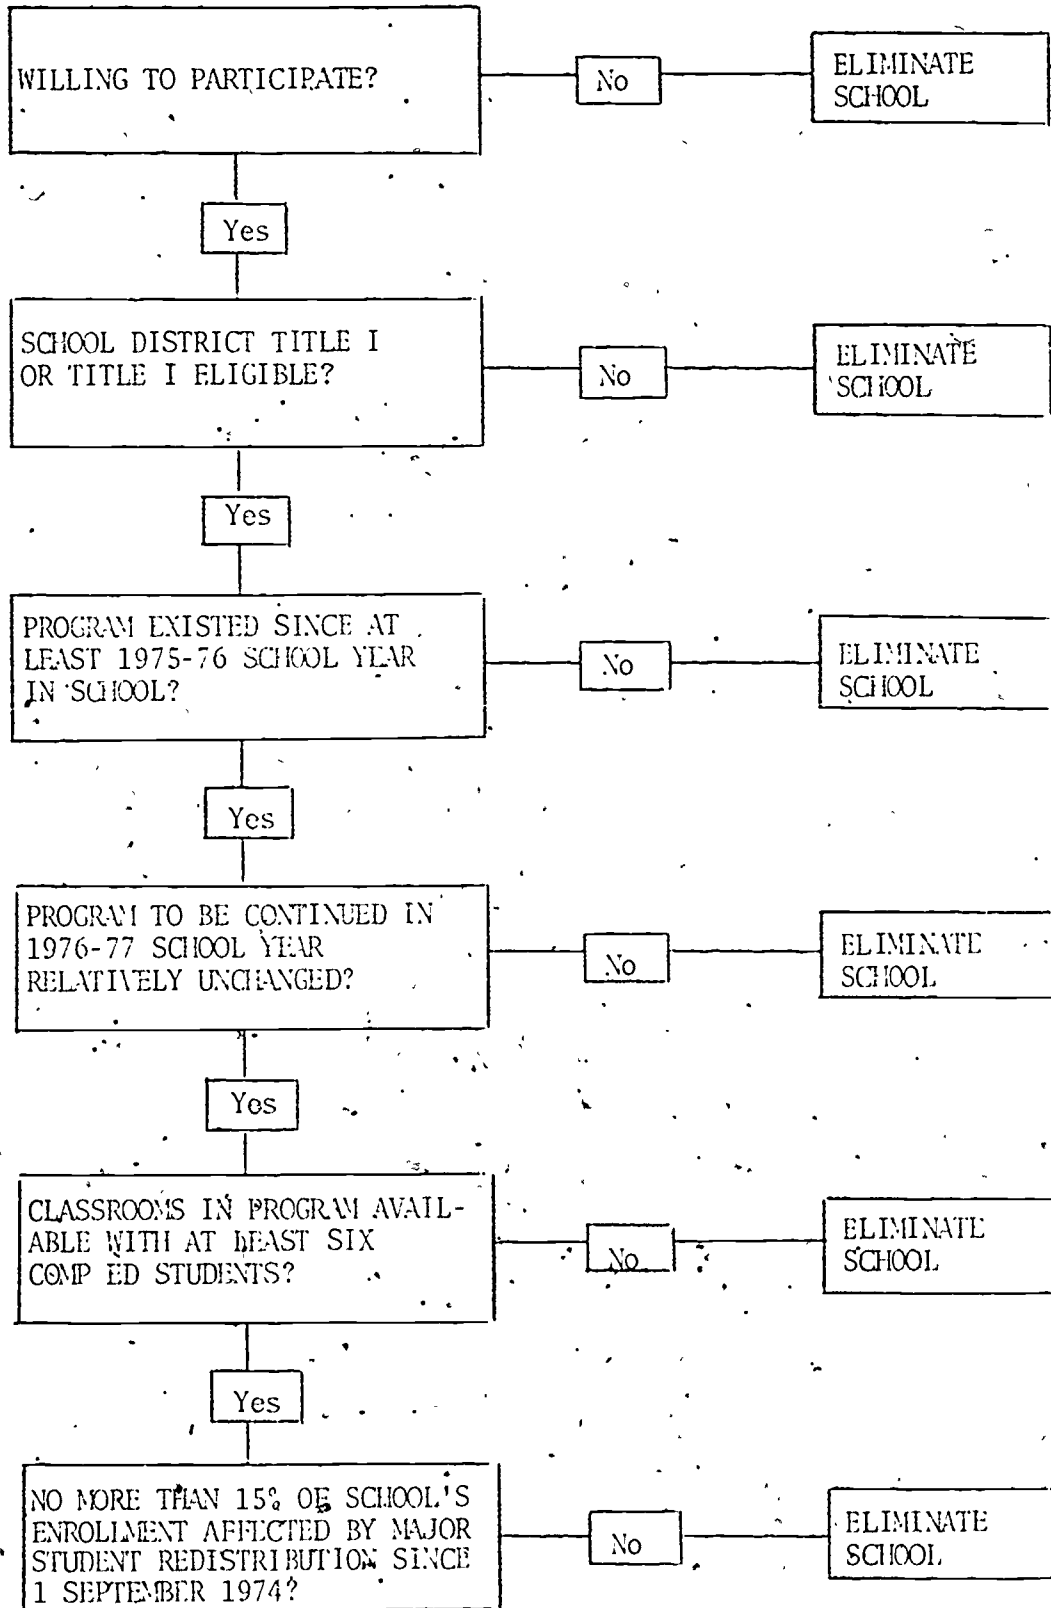 WILLING TO PARTICIPATE?
No
ELIMINATE
SCHOOL
Yes
SCHOOL DISTRICT TITLE I
OR TITLE I ELIGIBLE?
No
ELIMINATE
SCHOOL
Yes
PROGRAM EXISTED SINCE AT
LEAST 1975-76 SCHOOL YEAR
IN SCHOOL?
No
ELIMINATE
SCHOOL
Yes
PROGRAM TO BE CONTINUED IN
1976-77 SCHOOL YEAR
RELATIVELY UNCHANGED?
No
ELIMINATE
SCHOOL
Yes
CLASSROOMS IN PROGRAM AVAIL-
ABLE WITH AT LEAST SIX
COMP ED STUDENTS?
No
ELIMINATE
SCHOOL
Yes
NO MORE THAN 15% OF SCHOOL'S
ENROLLMENT AFFECTED BY MAJOR
STUDENT REDISTRIBUTION SINCE
1 SEPTEMBER 1974?
No
ELIMINATE
SCHOOL